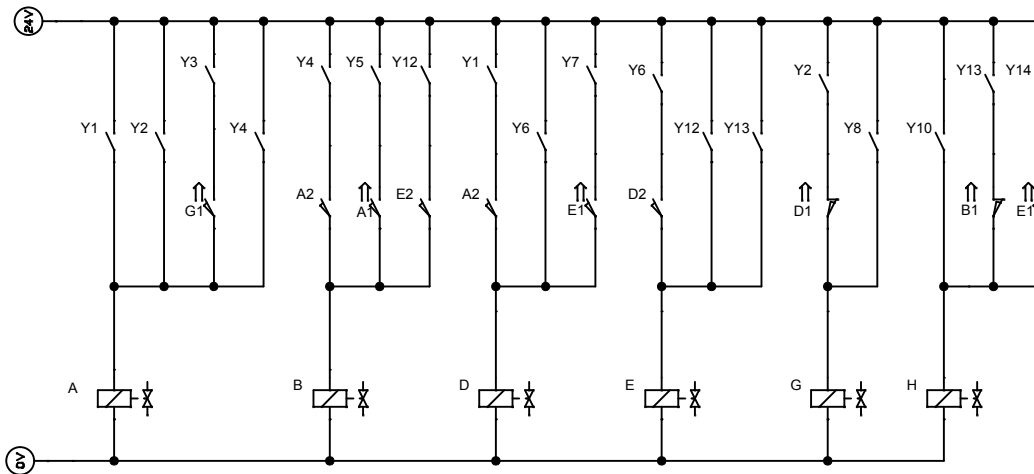 24V
Y3 Y4 Y5 Y12 Y1 Y7 Y6 Y2 Y13 Y14
Y1 Y2 Y4 Y6 Y12 Y13 Y8 Y10
G1 A2 A1 E2 A2 E1 D2 D1 B1 E1
A B D E G H
0V